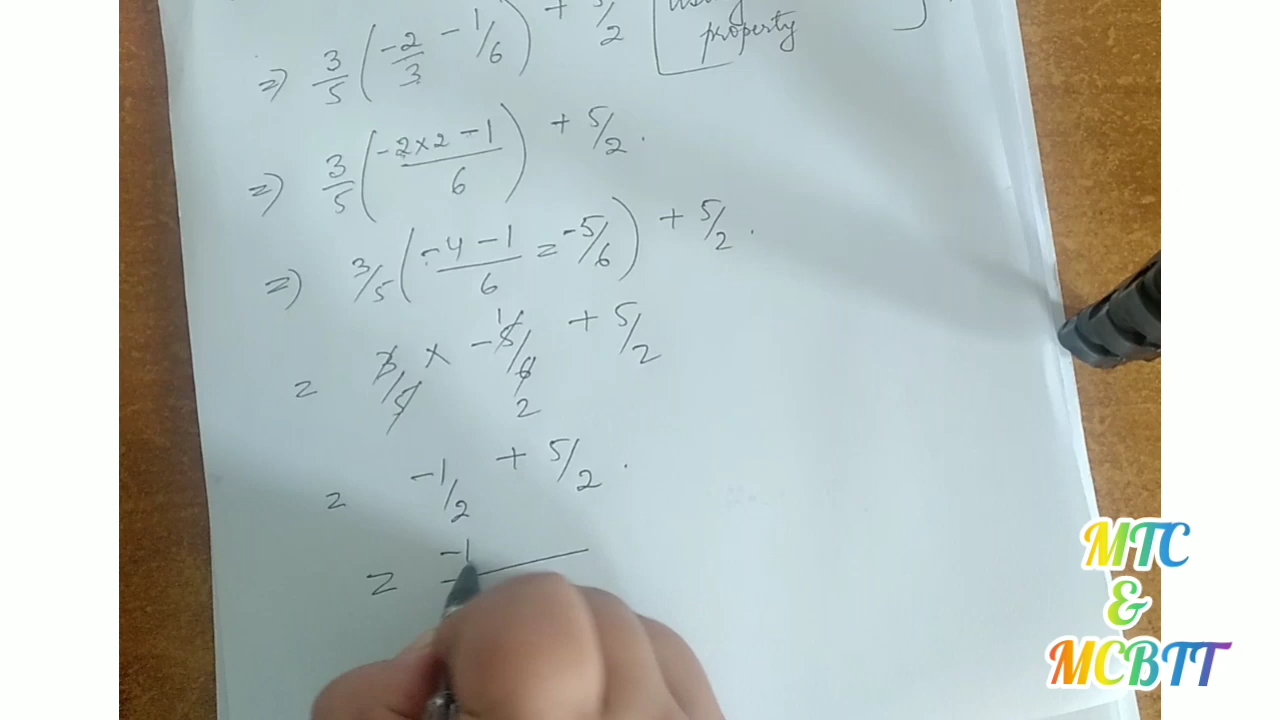 =) 3/5 (-2/3 - 1/6) + 5/2 [ property ]
=) 3/5 (-2×2 -1 / 6) + 5/2 .
=) 3/5 (-4 -1 / 6 = -5/6) + 5/2 .
= 3/5 × -5/6 + 5/2
1
2
= -1/2 + 5/2 .
= -1
MTC
&
MCBTT